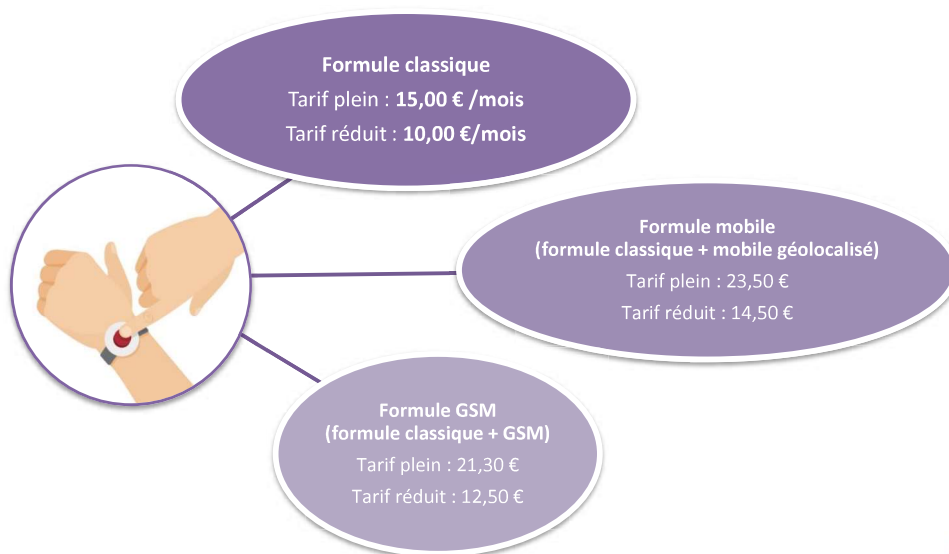 Formule classique
Tarif plein : 15,00 € /mois
Tarif réduit : 10,00 €/mois
Formule mobile
(formule classique + mobile géolocalisé)
Tarif plein : 23,50 €
Tarif réduit : 14,50 €
Formule GSM
(formule classique + GSM)
Tarif plein : 21,30 €
Tarif réduit : 12,50 €